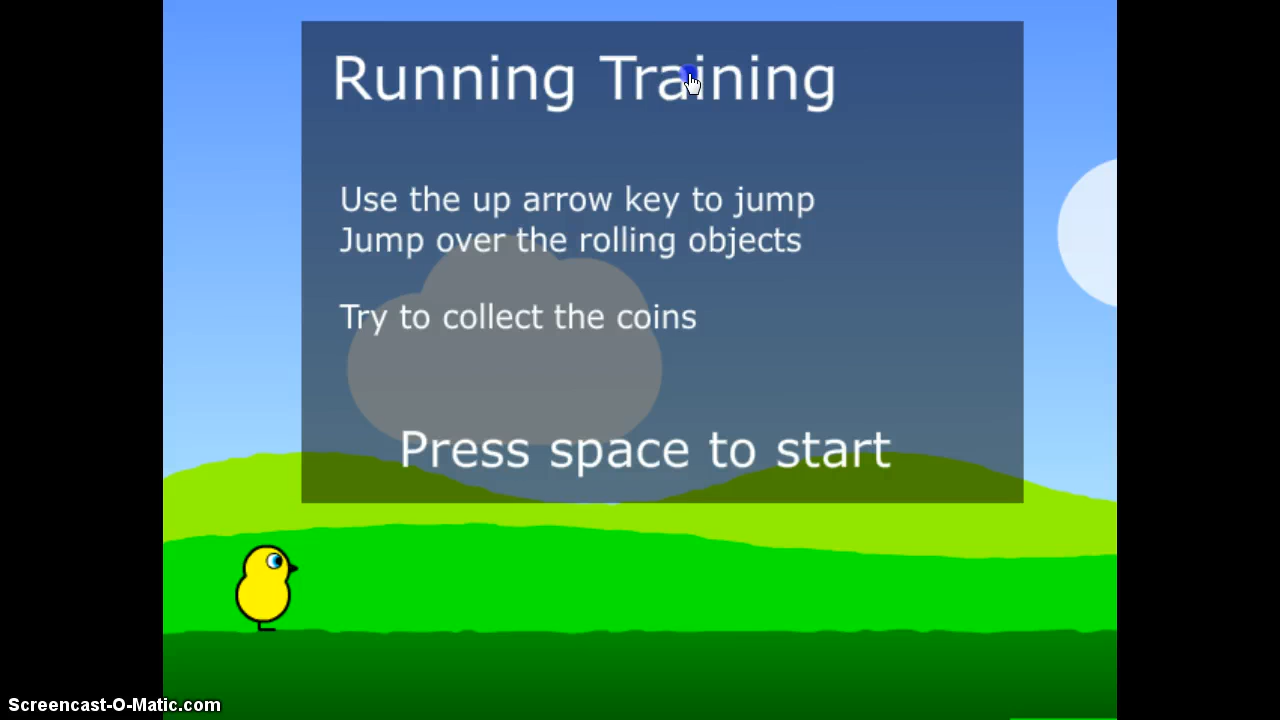 Running Training
Use the up arrow key to jump
Jump over the rolling objects
Try to collect the coins
Press space to start
Screencast-O-Matic.com